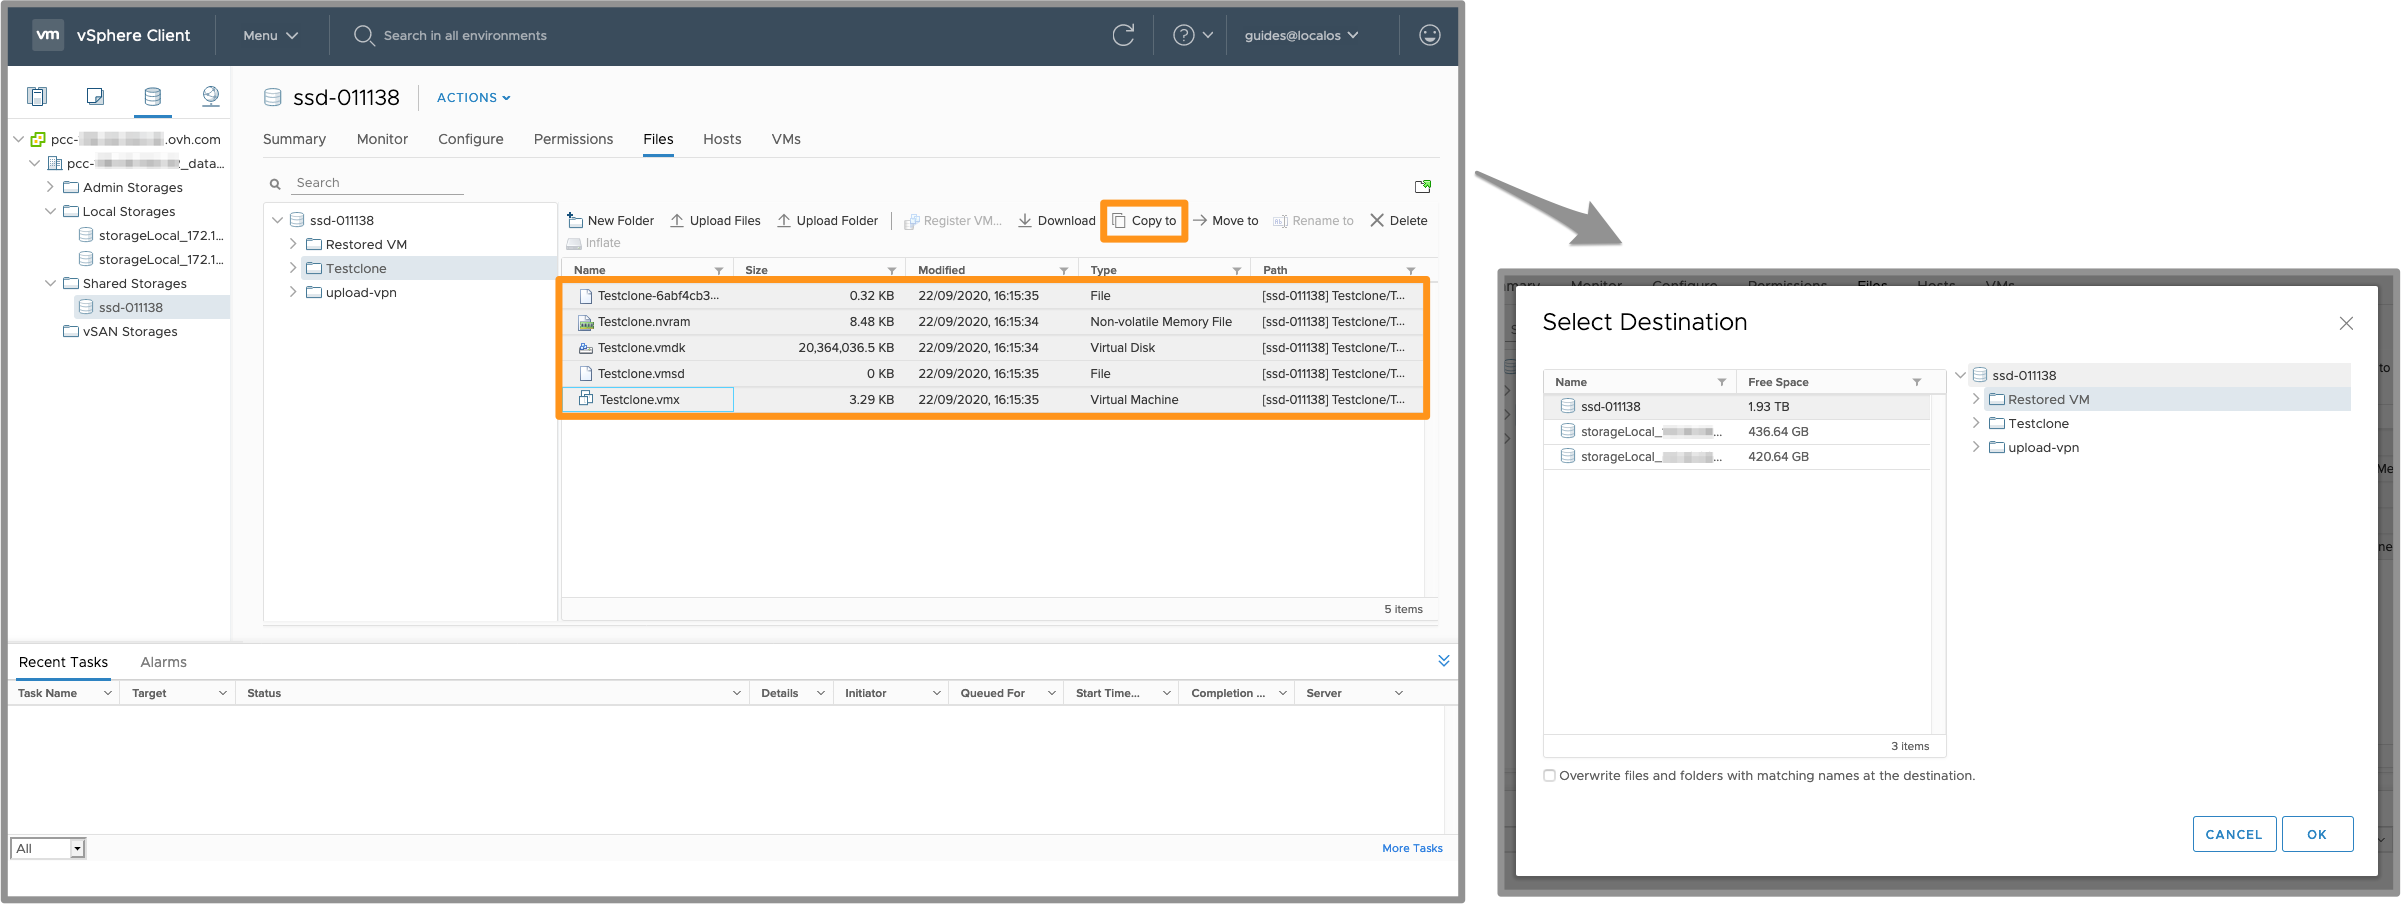 vm vSphere Client Menu Search in all environments guides@localos
ssd-011138 ACTIONS
pcc- .ovh.com
pcc- _data...
Admin Storages
Local Storages
storageLocal_172.1...
storageLocal_172.1...
Shared Storages
ssd-011138
vSAN Storages
Summary Monitor Configure Permissions Files Hosts VMs
Search
ssd-011138
Restored VM
Testclone
upload-vpn
New Folder Upload Files Upload Folder Register VM... Download Copy to Move to Rename to Delete
Inflate
Name Size Modified Type Path
Testclone-6abf4cb3... 0.32 KB 22/09/2020, 16:15:35 File [ssd-011138] Testclone/T...
Testclone.nvram 8.48 KB 22/09/2020, 16:15:34 Non-volatile Memory File [ssd-011138] Testclone/T...
Testclone.vmdk 20,364,036.5 KB 22/09/2020, 16:15:34 Virtual Disk [ssd-011138] Testclone/T...
Testclone.vmsd 0 KB 22/09/2020, 16:15:35 File [ssd-011138] Testclone/T...
Testclone.vmx 3.29 KB 22/09/2020, 16:15:35 Virtual Machine [ssd-011138] Testclone/T...
5 items
Recent Tasks Alarms
Task Name Target Status Details Initiator Queued For Start Time... Completion ... Server
All
More Tasks
Select Destination
Name Free Space
ssd-011138 1.93 TB
storageLocal_ ... 436.64 GB
storageLocal_ ... 420.64 GB
3 items
ssd-011138
Restored VM
Testclone
upload-vpn
Overwrite files and folders with matching names at the destination.
CANCEL OK